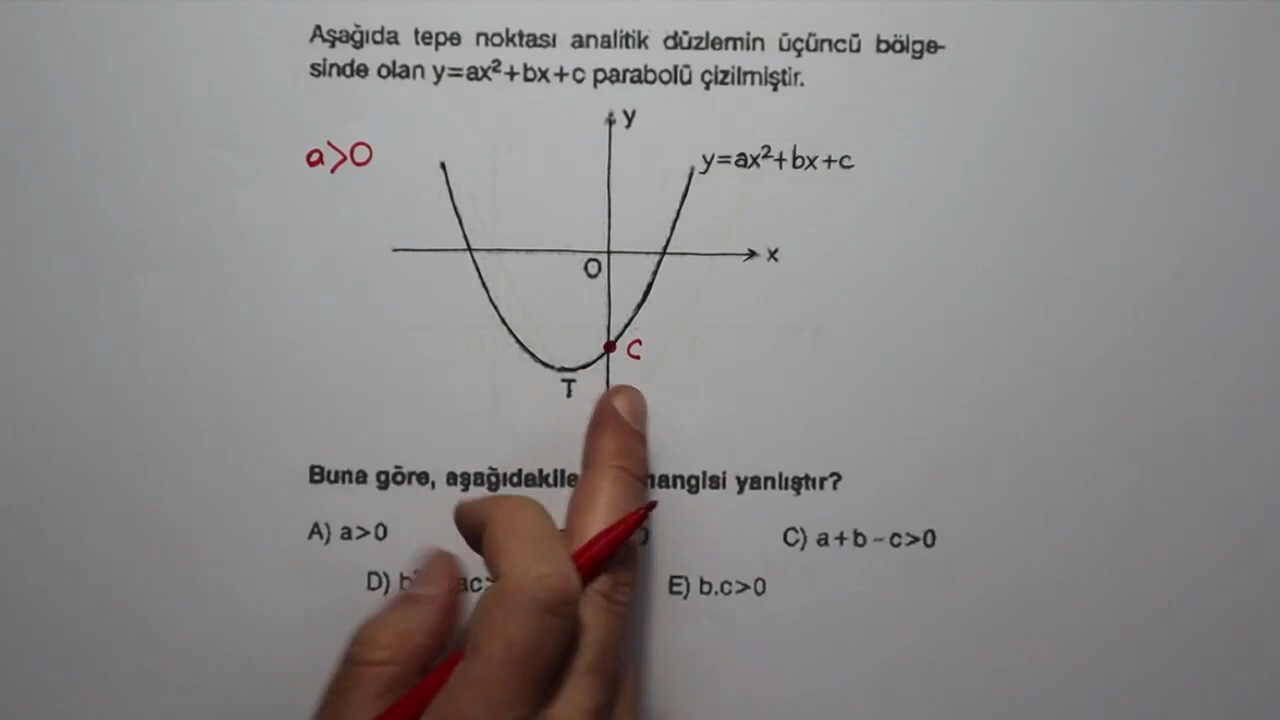 Aşağıda tepe noktası analitik düzlemin üçüncü bölge-
sinde olan y=ax²+bx+c parabolü çizilmiştir.
y
a>0
y=ax²+bx+c
x
O
C
T
Buna göre, hangisi yanlıştır?
A) a>0
C) a+b-c>0
D)
E) b.c>0